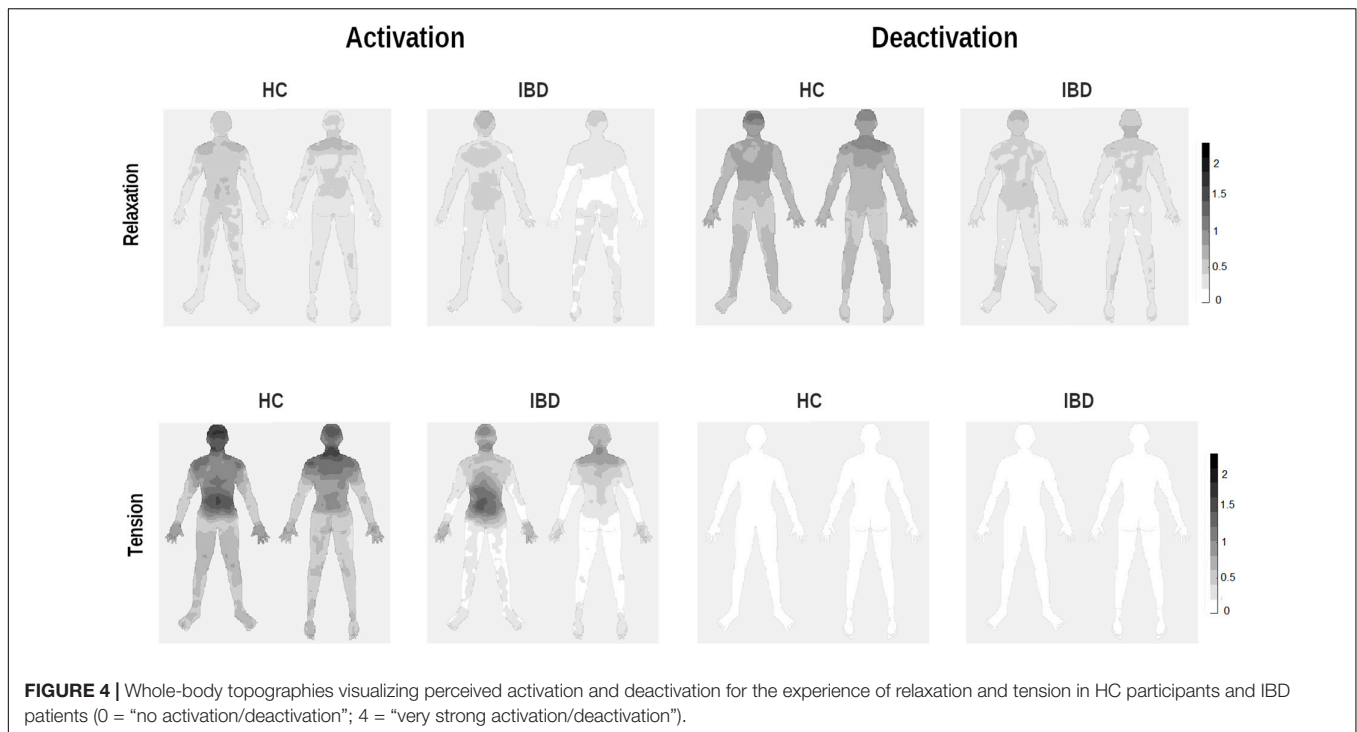 Activation Deactivation
HC IBD HC IBD
Relaxation
2
1.5
1
0.5
0
HC IBD HC IBD
Tension
2
1.5
1
0.5
0
FIGURE 4 | Whole-body topographies visualizing perceived activation and deactivation for the experience of relaxation and tension in HC participants and IBD
patients (0 = “no activation/deactivation”; 4 = “very strong activation/deactivation”).